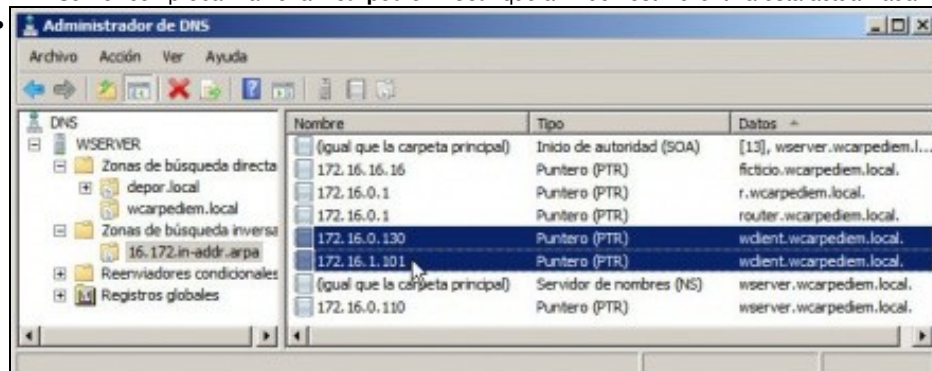 Administrador de DNS
Archivo Acción Ver Ayuda
DNS
WSERVER
Zonas de búsqueda directa
depor.local
wcarpediem.local
Zonas de búsqueda inversa
16.172.in-addr.arpa
Reenviadores condicionales
Registros globales
Nombre Tipo Datos
(igual que la carpeta principal) Inicio de autoridad (SOA) [13], wserver.wcarpediem.l...
172.16.16.16 Puntero (PTR) ficticio.wcarpediem.local.
172.16.0.1 Puntero (PTR) r.wcarpediem.local.
172.16.0.1 Puntero (PTR) router.wcarpediem.local.
172.16.0.130 Puntero (PTR) wclient.wcarpediem.local.
172.16.1.101 Puntero (PTR) wclient.wcarpediem.local.
(igual que la carpeta principal) Servidor de nombres (NS) wserver.wcarpediem.local.
172.16.0.110 Puntero (PTR) wserver.wcarpediem.local.